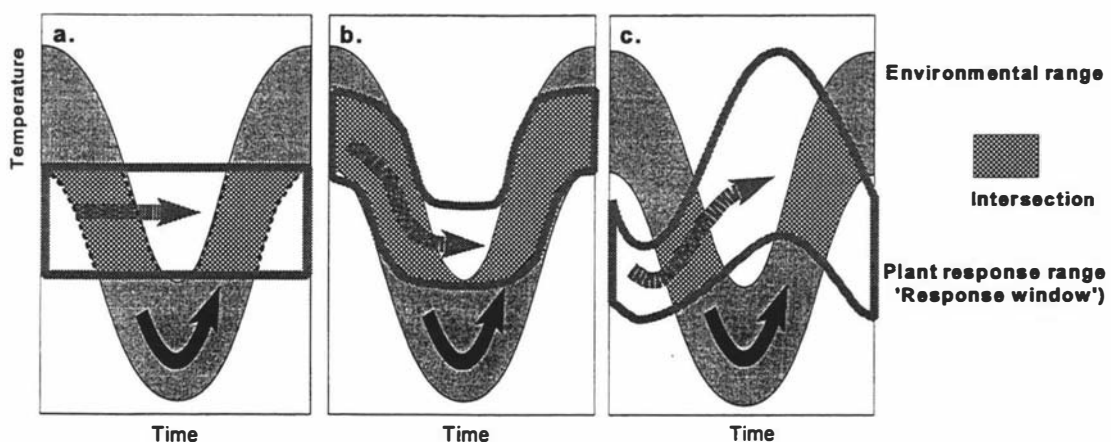 a.
b.
c.
Temperature
Environmental range
Intersection
Plant response range
'Response window')
Time
Time
Time